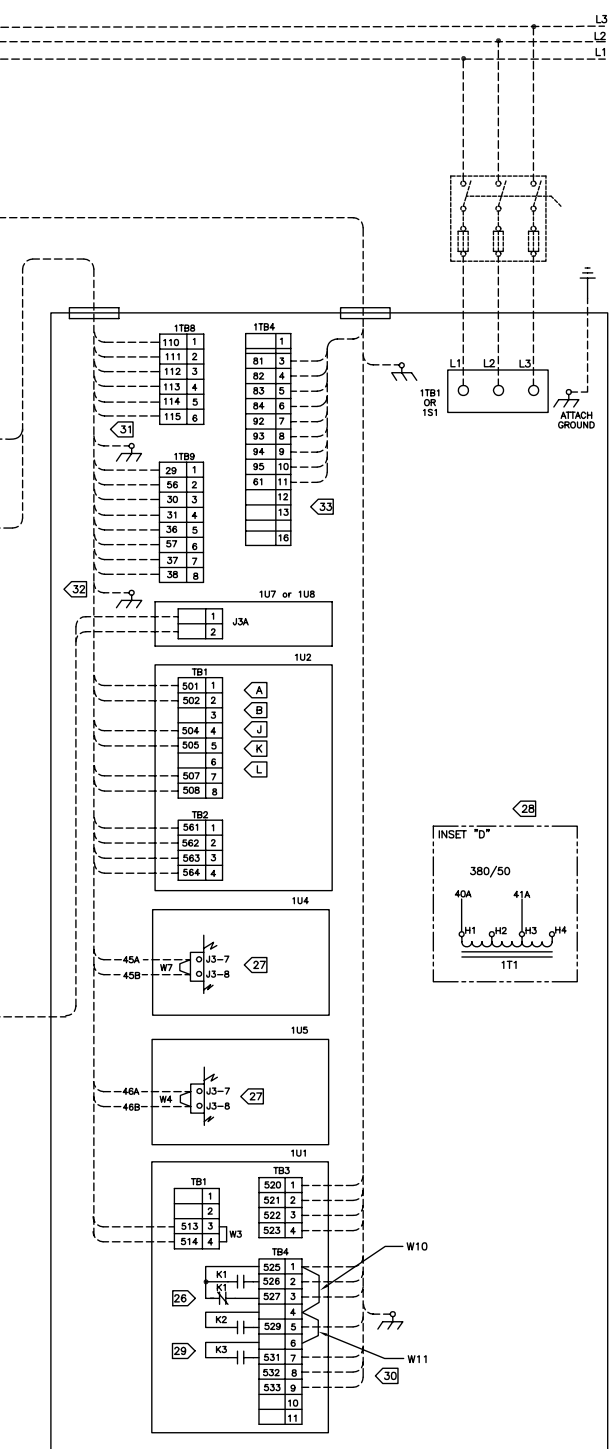 L3
L2
L1
1TB8
110 1
111 2
112 3
113 4
114 5
115 6
31
1TB9
29 1
56 2
30 3
31 4
36 5
57 6
37 7
38 8
32
1TB4
1
81 3
82 4
83 5
84 6
92 7
93 8
94 9
95 10
61 11
12
13
16
33
L1 L2 L3
1TB1
OR
1S1
ATTACH
GROUND
1U7 or 1U8
1
2
J3A
1U2
TB1
501 1
502 2
3
504 4
505 5
6
507 7
508 8
A
B
J
K
L
TB2
561 1
562 2
563 3
564 4
28
INSET "D"
380/50
40A 41A
H1 H2 H3 H4
1T1
1U4
45A
45B
W7
J3-7
J3-8
27
1U5
46A
46B
W4
J3-7
J3-8
27
1U1
TB1
1
2
513 3
514 4
W3
TB3
520 1
521 2
522 3
523 4
TB4
525 1
526 2
527 3
4
529 5
6
531 7
532 8
533 9
10
11
K1
K1
K2
K3
26
29
W10
W11
30